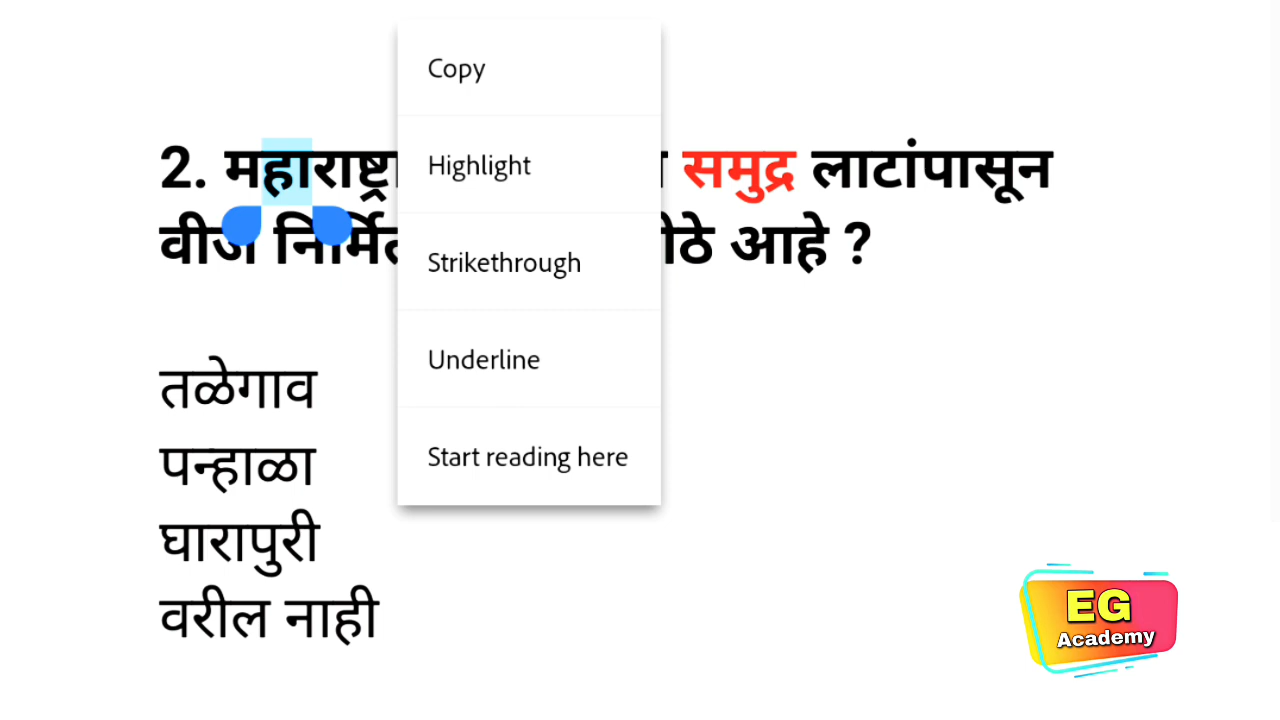 Copy
2. महाराष्ट्रा समुद्र लाटांपासून
Highlight
वीज निर्मित ठे आहे ?
Strikethrough
Underline
तळेगाव
Start reading here
पन्हाळा
घारापुरी
वरील नाही
EG
Academy